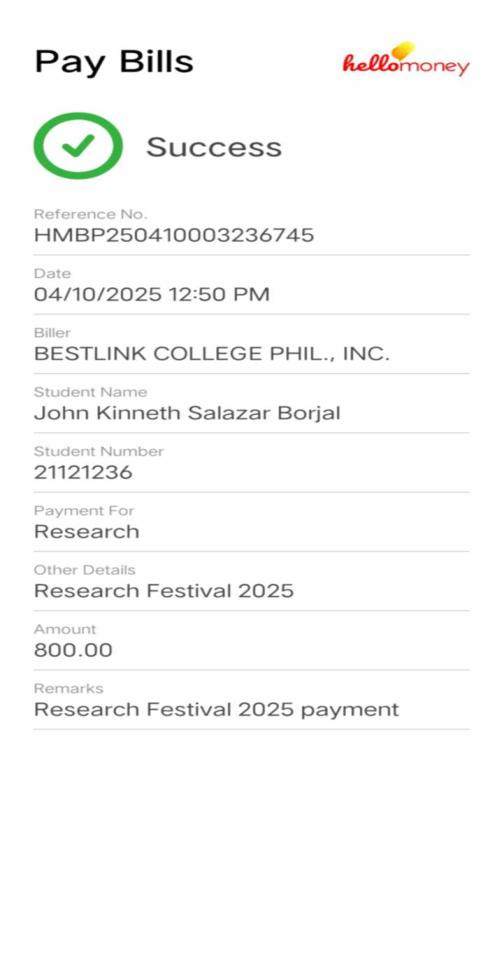 Pay Bills
hellomoney
Success
Reference No.
HMBP250410003236745
Date
04/10/2025 12:50 PM
Biller
BESTLINK COLLEGE PHIL., INC.
Student Name
John Kinneth Salazar Borjal
Student Number
21121236
Payment For
Research
Other Details
Research Festival 2025
Amount
800.00
Remarks
Research Festival 2025 payment